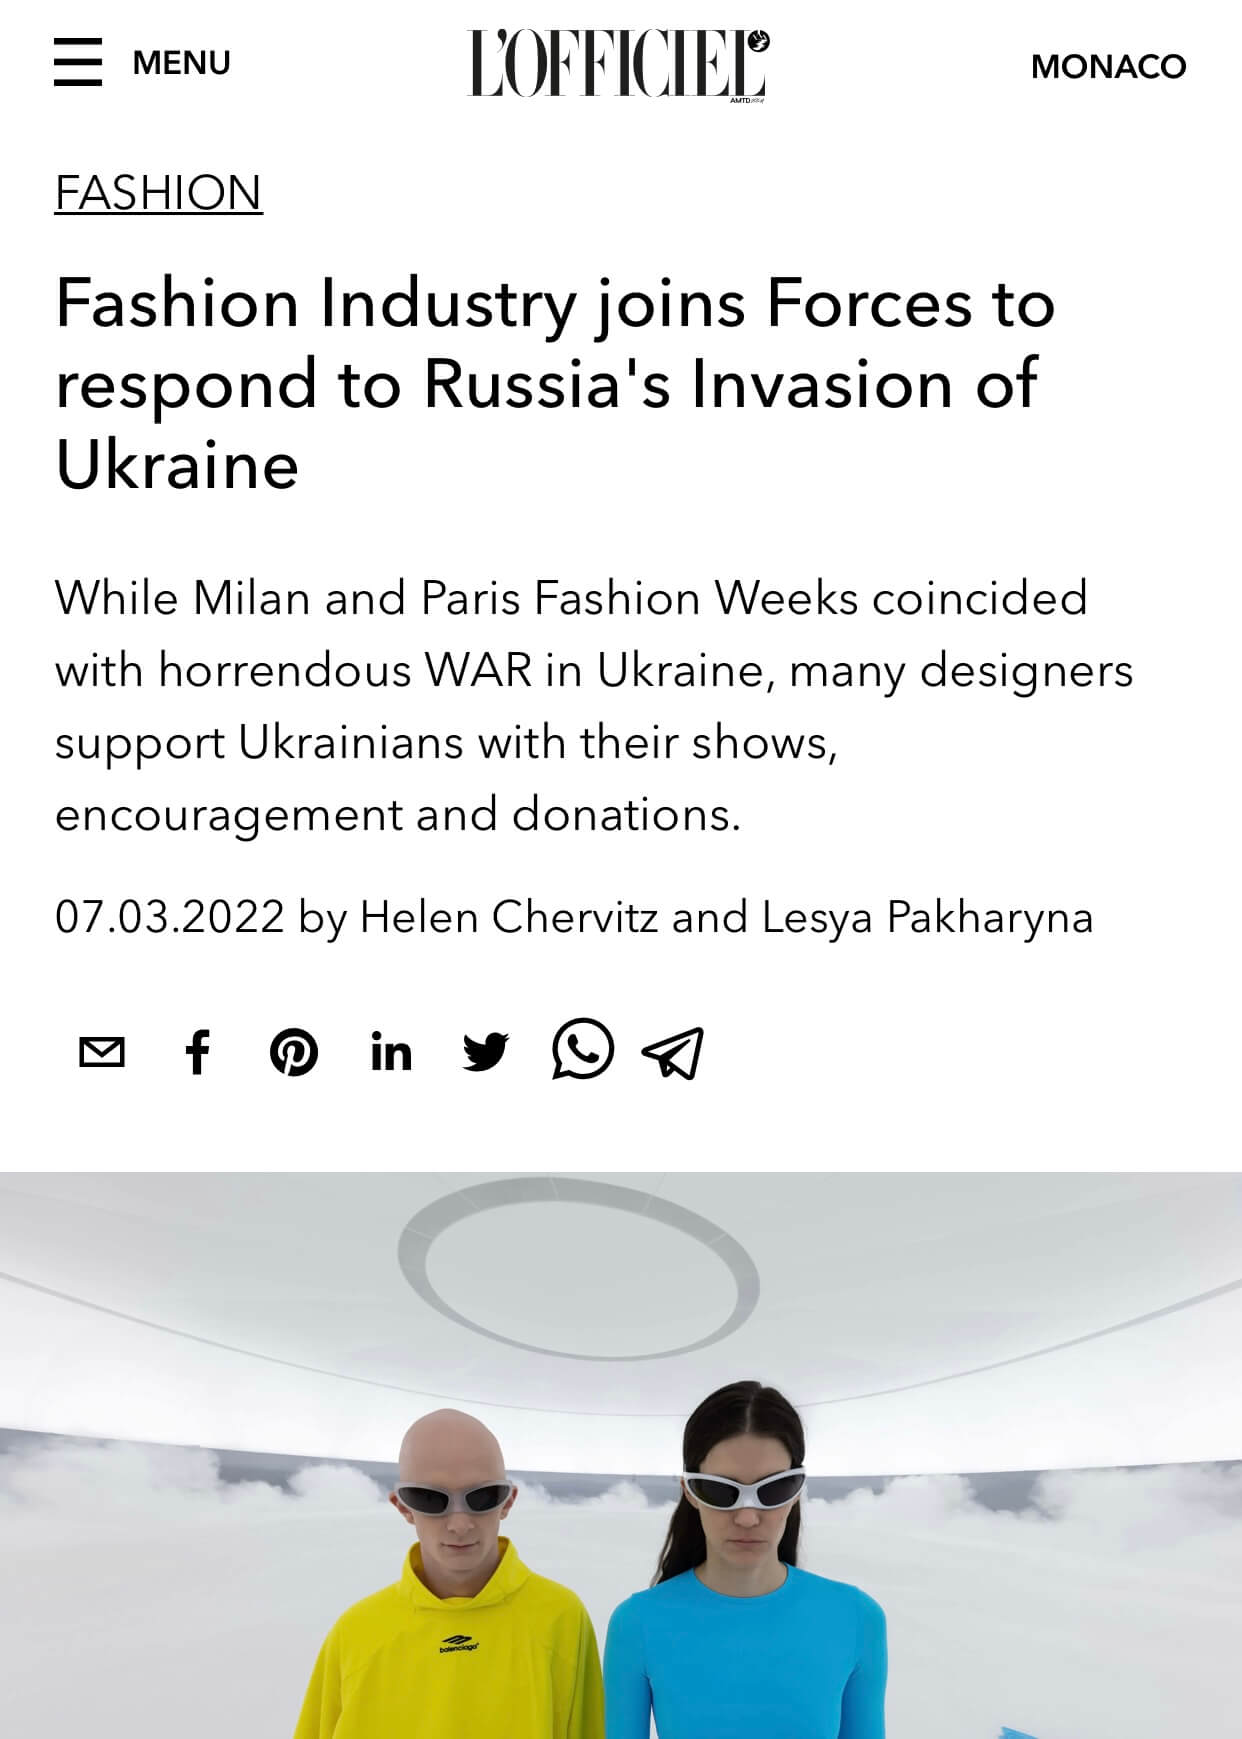 MENU
L'OFFICIEL
AMTD
MONACO
FASHION
Fashion Industry joins Forces to
respond to Russia's Invasion of
Ukraine
While Milan and Paris Fashion Weeks coincided
with horrendous WAR in Ukraine, many designers
support Ukrainians with their shows,
encouragement and donations.
07.03.2022 by Helen Chervitz and Lesya Pakharyna
in
balenciaga